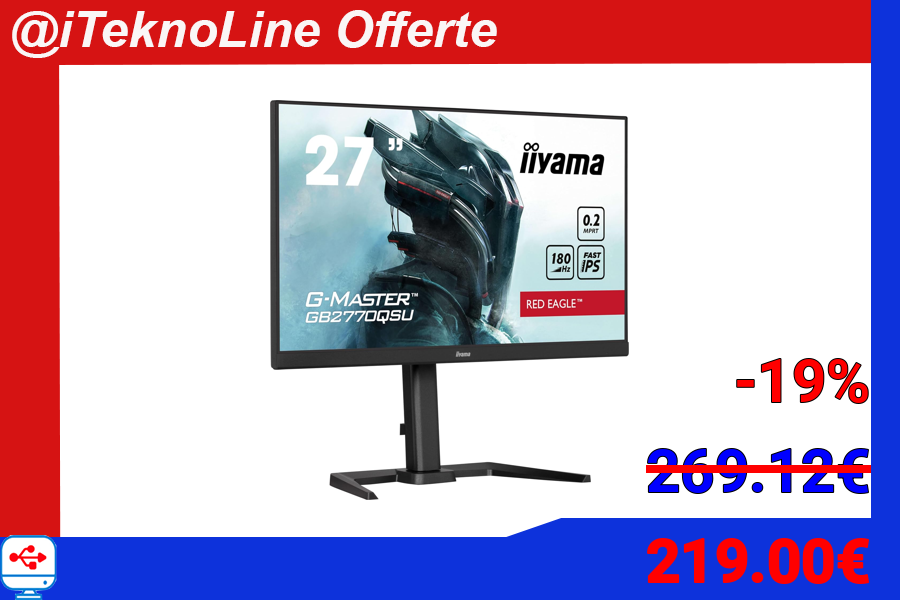 @iTeknoLine Offerte
27”
iiyama
0.2
MPRT
180
Hz
FAST
iPS
G-MASTER™
GB2770QSU
RED EAGLE™
iiyama
-19%
269.12€
219.00€